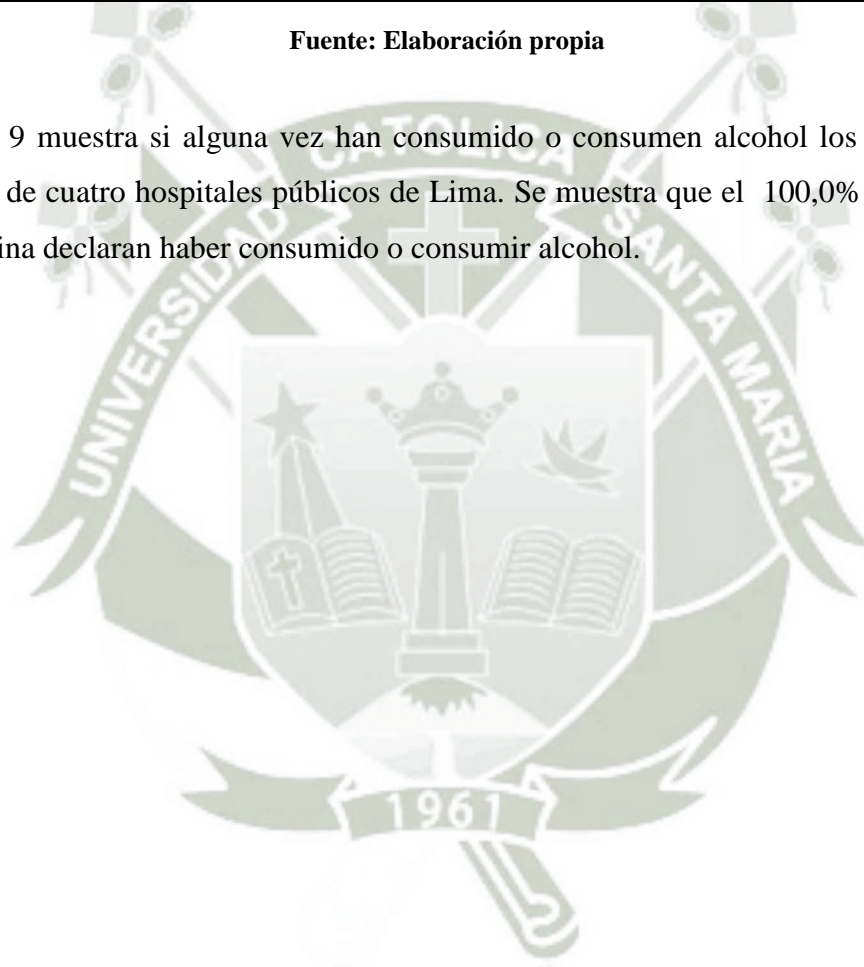 Fuente: Elaboración propia
9 muestra si alguna vez han consumido o consumen alcohol los
de cuatro hospitales públicos de Lima. Se muestra que el 100,0%
ina declaran haber consumido o consumir alcohol.
UNIVERSIDAD CATOLICA SANTA MARIA
1961